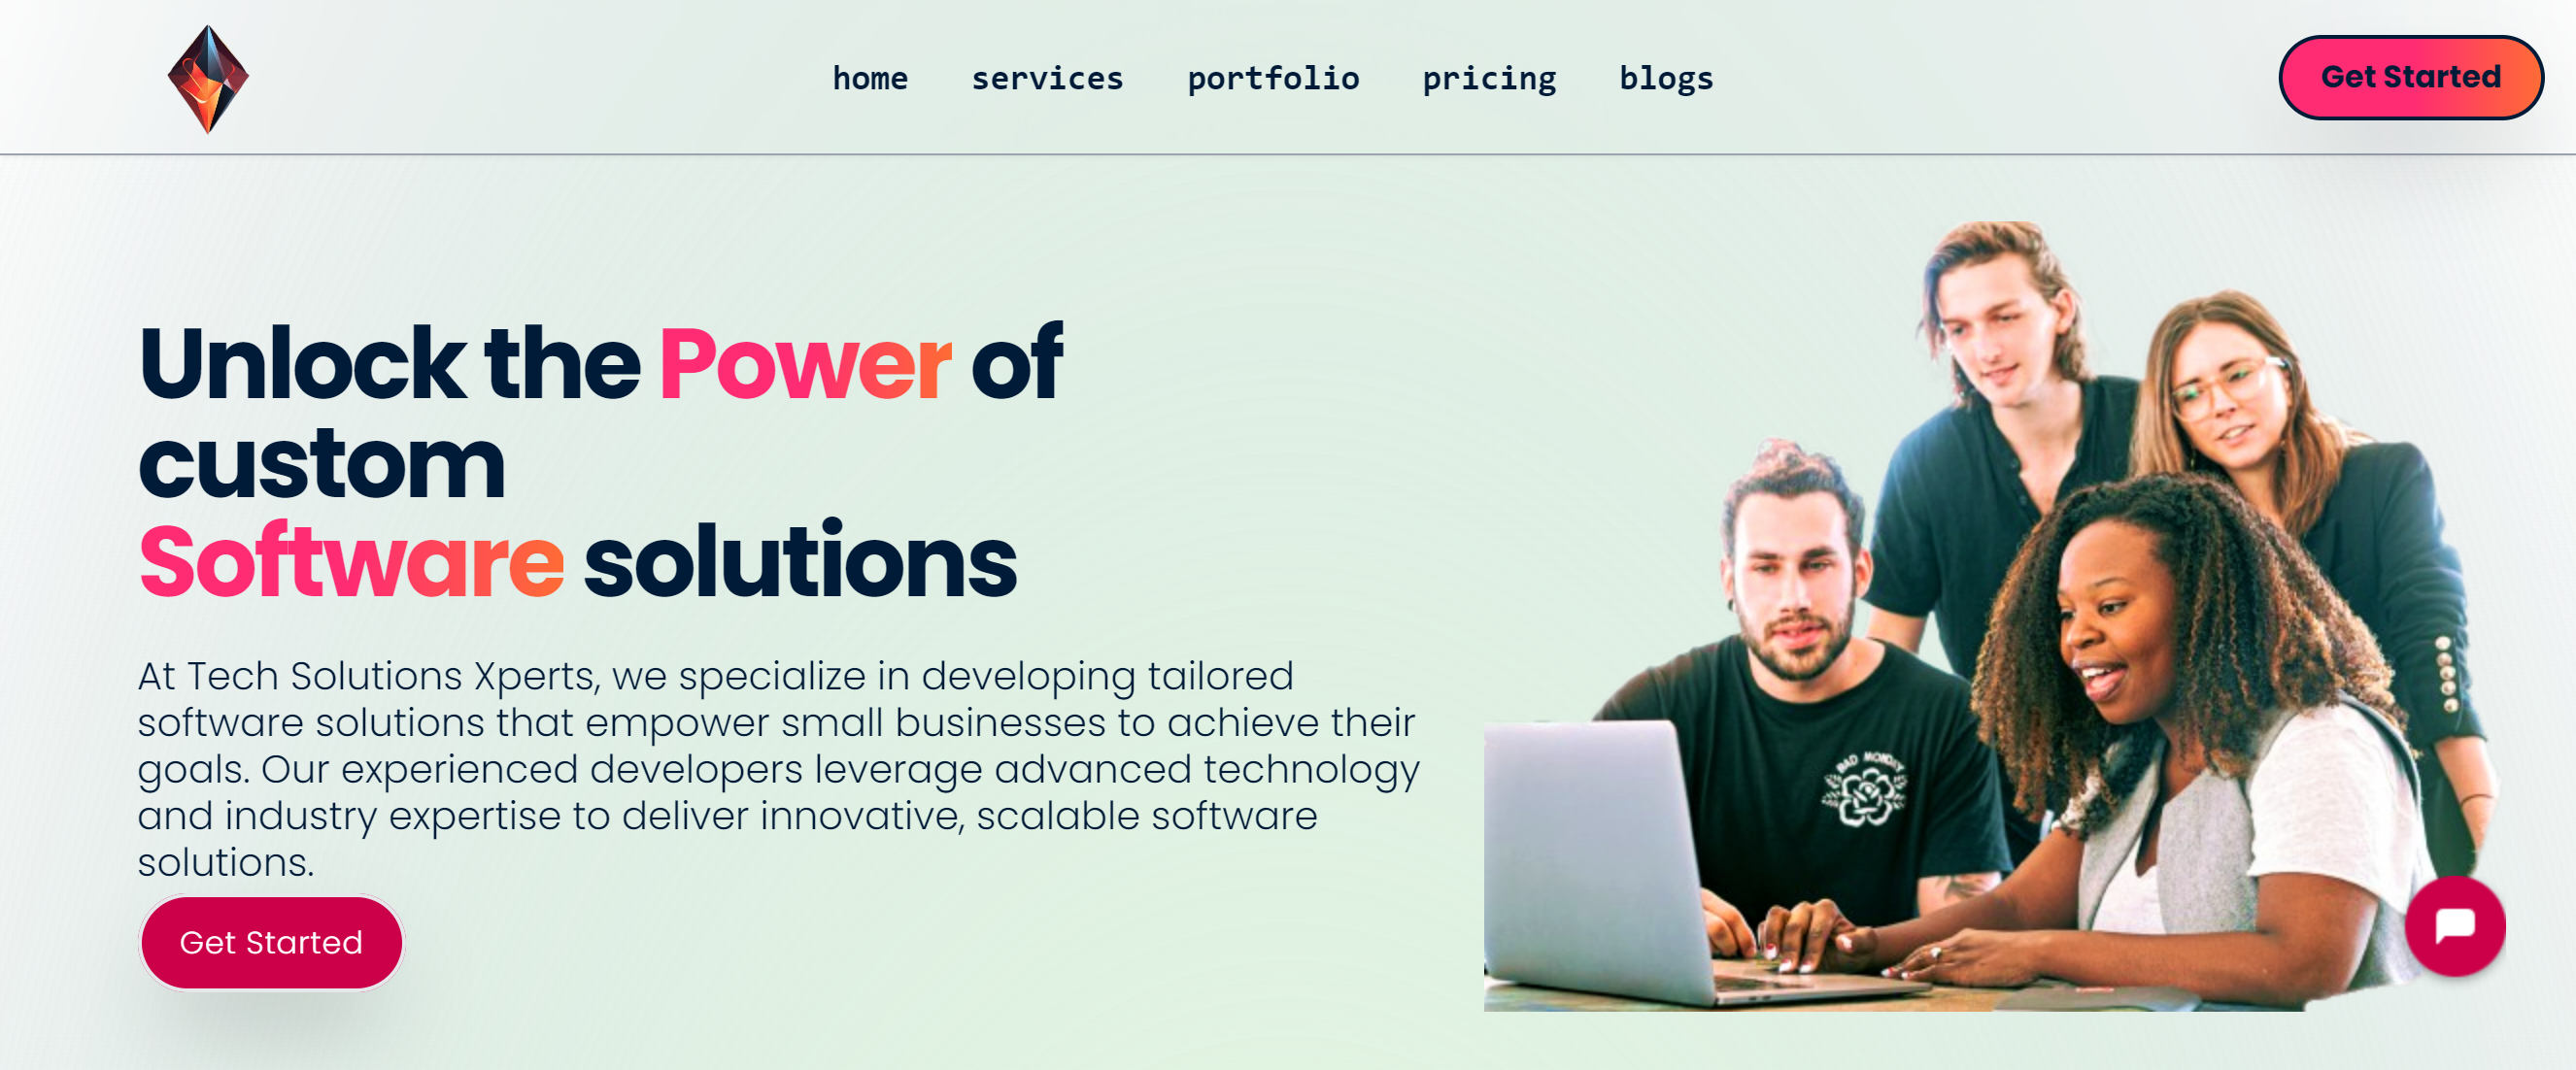 home services portfolio pricing blogs
Get Started
Unlock the Power of
custom
Software solutions
At Tech Solutions Xperts, we specialize in developing tailored
software solutions that empower small businesses to achieve their
goals. Our experienced developers leverage advanced technology
and industry expertise to deliver innovative, scalable software
solutions.
Get Started
BAD MONDAY